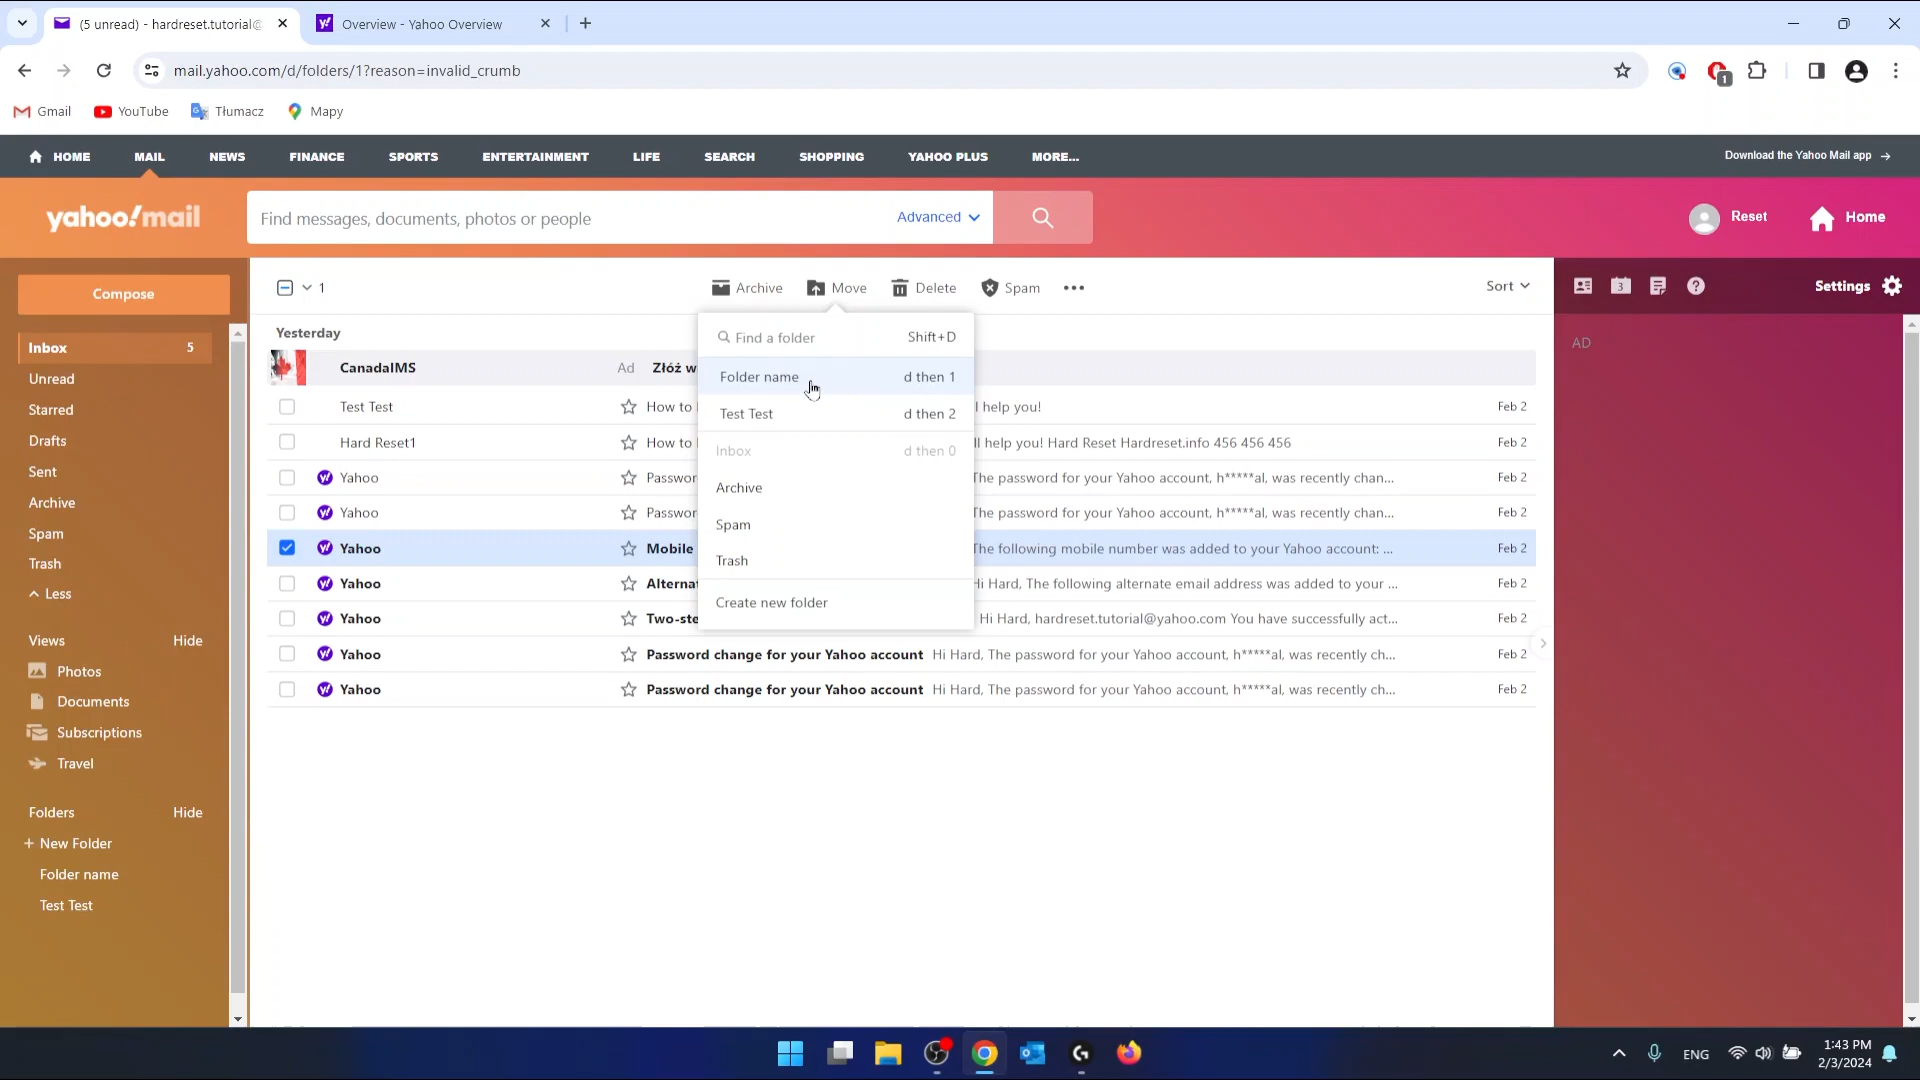 (5 unread) - hardreset.tutorial@
Overview - Yahoo Overview
mail.yahoo.com/d/folders/1?reason=invalid_crumb
1
Gmail
YouTube
Tłumacz
Mapy
HOME
MAIL
NEWS
FINANCE
SPORTS
ENTERTAINMENT
LIFE
SEARCH
SHOPPING
YAHOO PLUS
MORE...
Download the Yahoo Mail app
yahoo!mail
Find messages, documents, photos or people
Advanced
Reset
Home
Compose
1
Archive
Move
Delete
Spam
Sort
3
Settings
Inbox 5
Unread
Starred
Drafts
Sent
Archive
Spam
Trash
Less
Views Hide
Photos
Documents
Subscriptions
Travel
Folders Hide
+ New Folder
Folder name
Test Test
Yesterday
CanadaIMS Ad Złóż w
Test Test How to I help you! Feb 2
Hard Reset1 How to ll help you! Hard Reset Hardreset.info 456 456 456 Feb 2
Yahoo Passwor The password for your Yahoo account, h*****al, was recently chan... Feb 2
Yahoo Passwor The password for your Yahoo account, h*****al, was recently chan... Feb 2
Yahoo Mobile The following mobile number was added to your Yahoo account: ... Feb 2
Yahoo Alterna Hi Hard, The following alternate email address was added to your ... Feb 2
Yahoo Two-ste Hi Hard, hardreset.tutorial@yahoo.com You have successfully act... Feb 2
Yahoo Password change for your Yahoo account Hi Hard, The password for your Yahoo account, h*****al, was recently ch... Feb 2
Yahoo Password change for your Yahoo account Hi Hard, The password for your Yahoo account, h*****al, was recently ch... Feb 2
Find a folder Shift+D
Folder name d then 1
Test Test d then 2
Inbox d then 0
Archive
Spam
Trash
Create new folder
AD
ENG
1:43 PM
2/3/2024